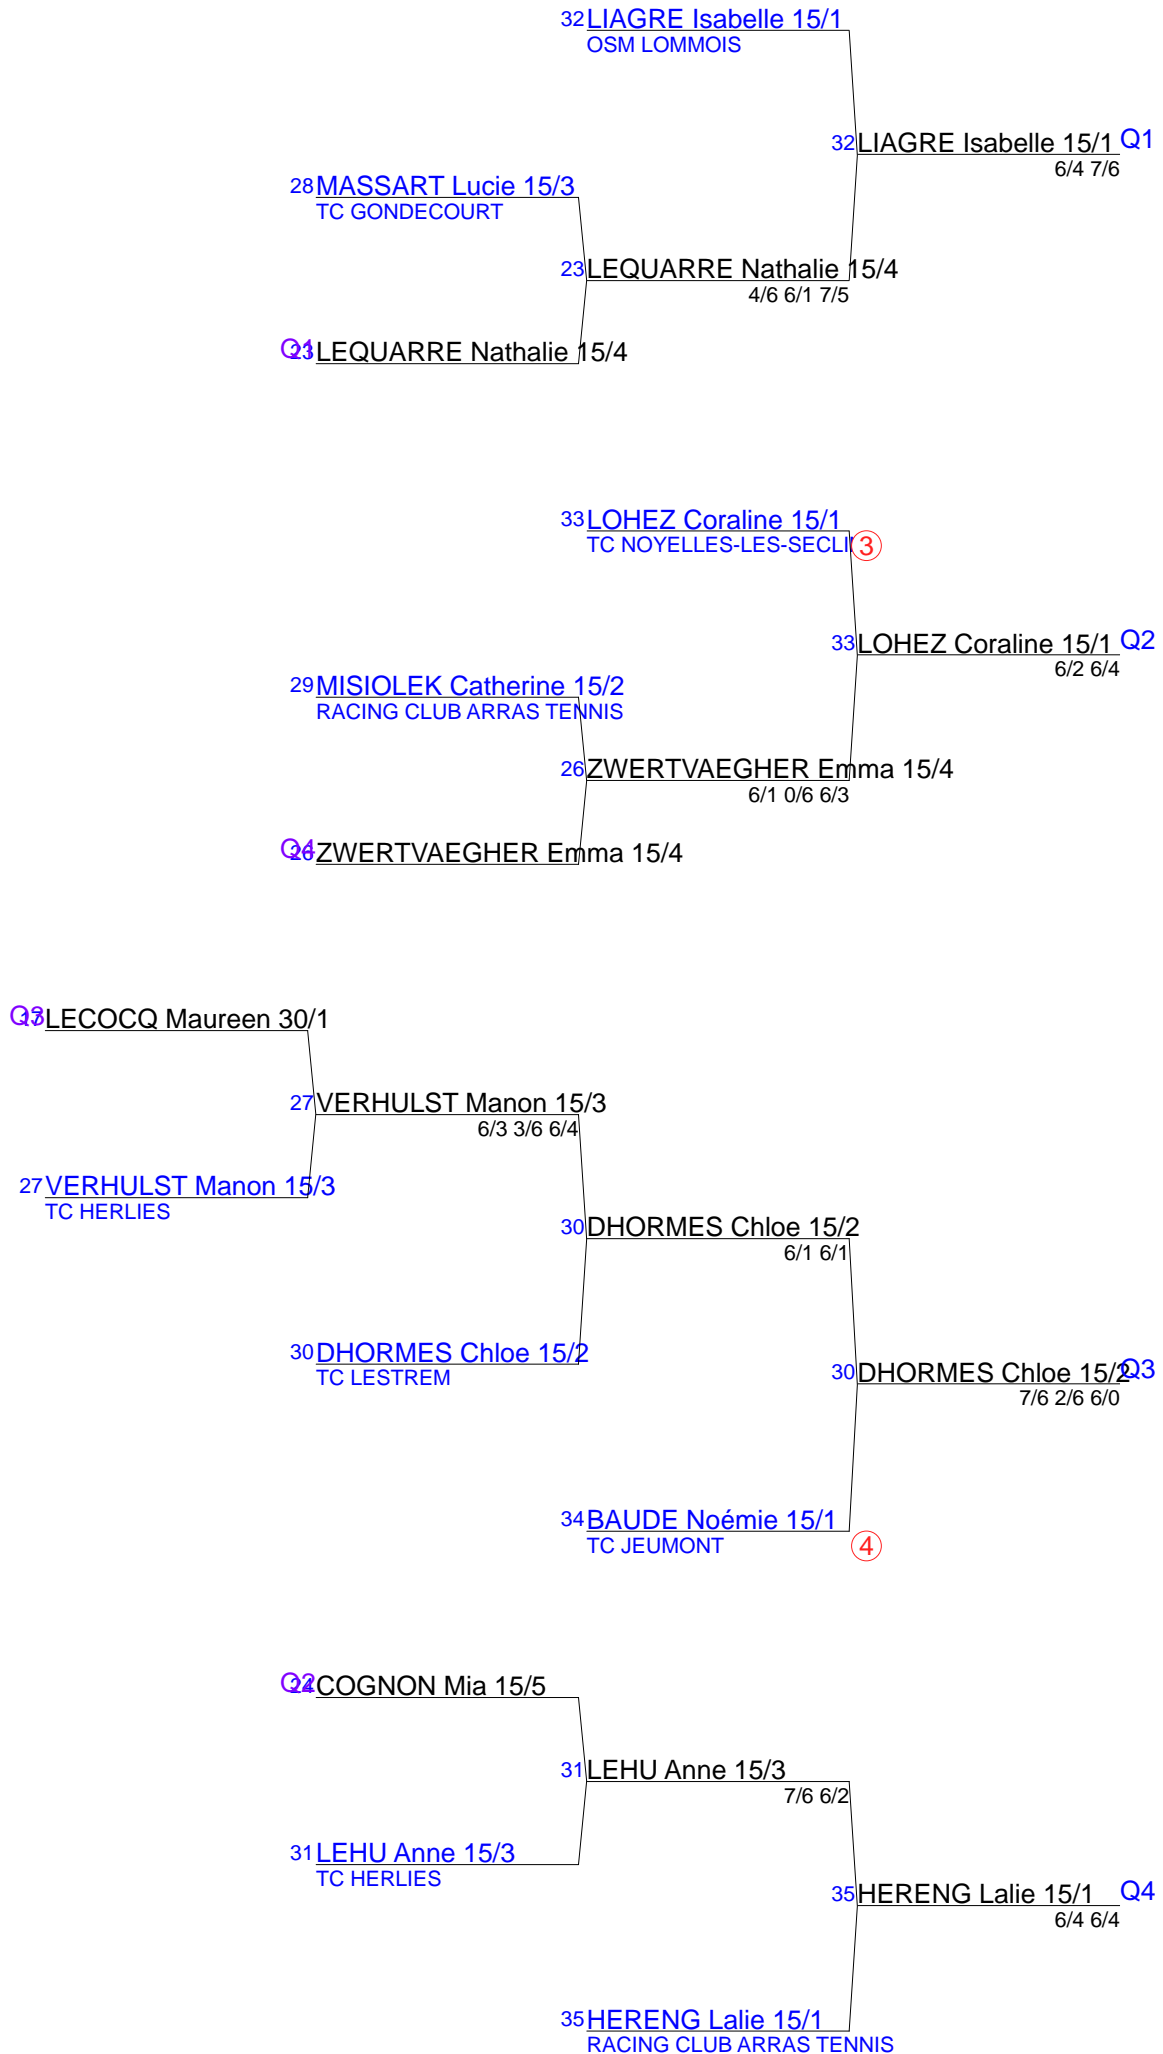 32 LIAGRE Isabelle 15/1
OSM LOMMOIS
32 LIAGRE Isabelle 15/1 Q1
6/4 7/6
28 MASSART Lucie 15/3
TC GONDECOURT
23 LEQUARRE Nathalie 15/4
4/6 6/1 7/5
Q1 23 LEQUARRE Nathalie 15/4
33 LOHEZ Coraline 15/1
TC NOYELLES-LES-SECLI 3
33 LOHEZ Coraline 15/1 Q2
6/2 6/4
29 MISIOLEK Catherine 15/2
RACING CLUB ARRAS TENNIS
26 ZWERTVAEGHER Emma 15/4
6/1 0/6 6/3
Q4 26 ZWERTVAEGHER Emma 15/4
Q3 17 LECOCQ Maureen 30/1
27 VERHULST Manon 15/3
6/3 3/6 6/4
27 VERHULST Manon 15/3
TC HERLIES
30 DHORMES Chloe 15/2
6/1 6/1
30 DHORMES Chloe 15/2
TC LESTREM
30 DHORMES Chloe 15/2 Q3
7/6 2/6 6/0
34 BAUDE Noémie 15/1
TC JEUMONT 4
Q2 24 COGNON Mia 15/5
31 LEHU Anne 15/3
7/6 6/2
31 LEHU Anne 15/3
TC HERLIES
35 HERENG Lalie 15/1 Q4
6/4 6/4
35 HERENG Lalie 15/1
RACING CLUB ARRAS TENNIS